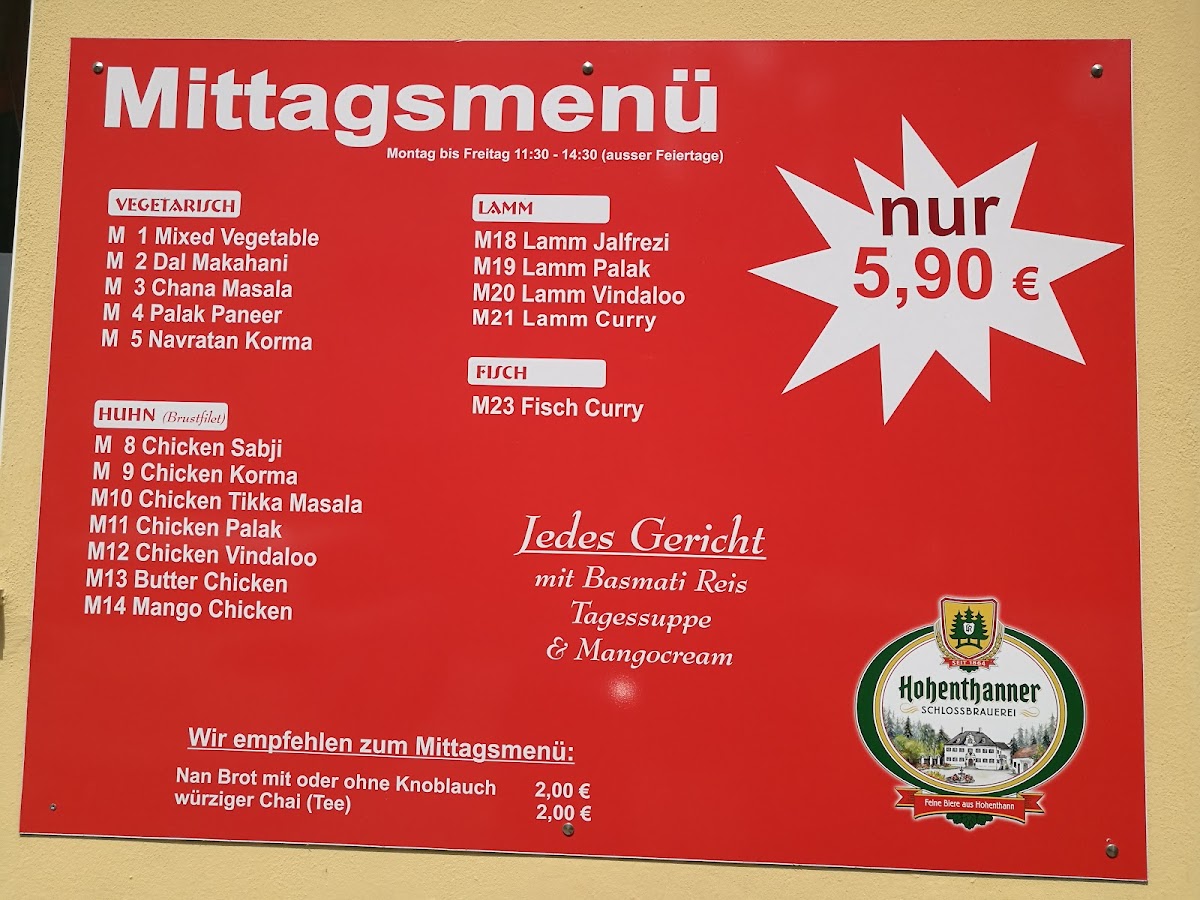 Mittagsmenü
Montag bis Freitag 11:30 - 14:30 (ausser Feiertage)
nur
5,90 €
VEGETARISCH
M 1 Mixed Vegetable
M 2 Dal Makahani
M 3 Chana Masala
M 4 Palak Paneer
M 5 Navratan Korma
HUHN (Brustfilet)
M 8 Chicken Sabji
M 9 Chicken Korma
M10 Chicken Tikka Masala
M11 Chicken Palak
M12 Chicken Vindaloo
M13 Butter Chicken
M14 Mango Chicken
LAMM
M18 Lamm Jalfrezi
M19 Lamm Palak
M20 Lamm Vindaloo
M21 Lamm Curry
FISCH
M23 Fisch Curry
Jedes Gericht
mit Basmati Reis
Tagessuppe
& Mangocream
Wir empfehlen zum Mittagsmenü:
Nan Brot mit oder ohne Knoblauch 2,00 €
würziger Chai (Tee) 2,00 €
SEIT 1864
Hohenthanner
SCHLOSSBRAUEREI
Feine Biere aus Hohenthann